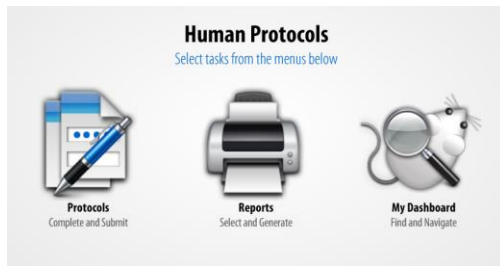 Human Protocols
Select tasks from the menus below
Protocols
Complete and Submit
Reports
Select and Generate
My Dashboard
Find and Navigate